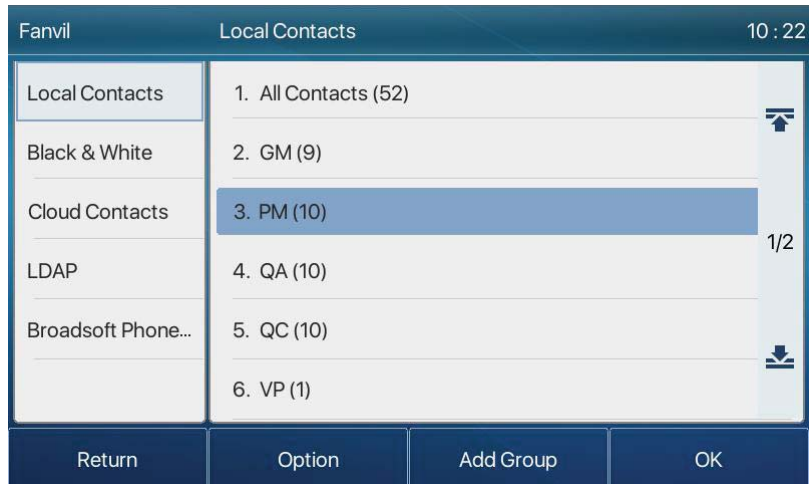 Fanvil Local Contacts 10 : 22
Local Contacts
Black & White
Cloud Contacts
LDAP
Broadsoft Phone...
1. All Contacts (52)
2. GM (9)
3. PM (10)
4. QA (10)
5. QC (10)
6. VP (1)
1/2
Return Option Add Group OK